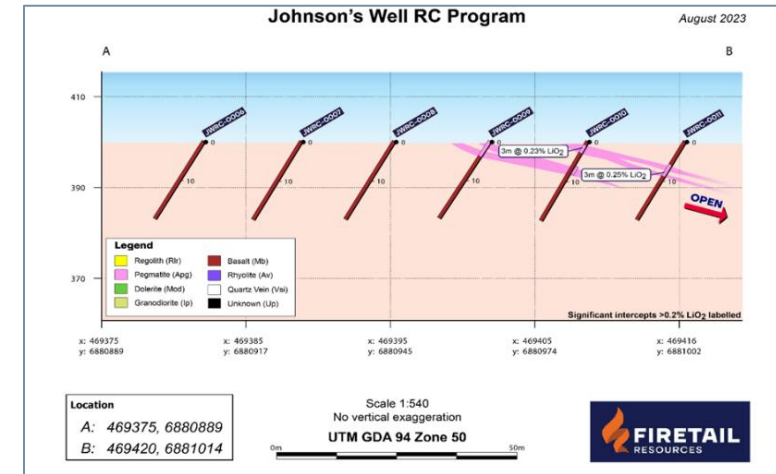 Johnson's Well RC Program
August 2023
A
B
410
390
370
JWRC-0006
JWRC-0007
JWRC-0008
JWRC-0009
JWRC-0010
JWRC-0011
0
0
0
0
0
0
10
10
10
10
10
10
3m @ 0.23% LiO2
3m @ 0.25% LiO2
OPEN
Legend
Regolith (Rlr)
Pegmatite (Apg)
Dolerite (Mod)
Granodiorite (Ip)
Basalt (Mb)
Rhyolite (Av)
Quartz Vein (Vei)
Unknown (Up)
Significant intercepts >0.2% LiO2 labelled
x: 469375
y: 6880889
x: 469385
y: 6880917
x: 469395
y: 6880945
x: 469405
y: 6880974
x: 469416
y: 6881002
Location
A: 469375, 6880889
B: 469420, 6881014
Scale 1:540
No vertical exaggeration
UTM GDA 94 Zone 50
0m
50m
FIRETAIL
RESOURCES